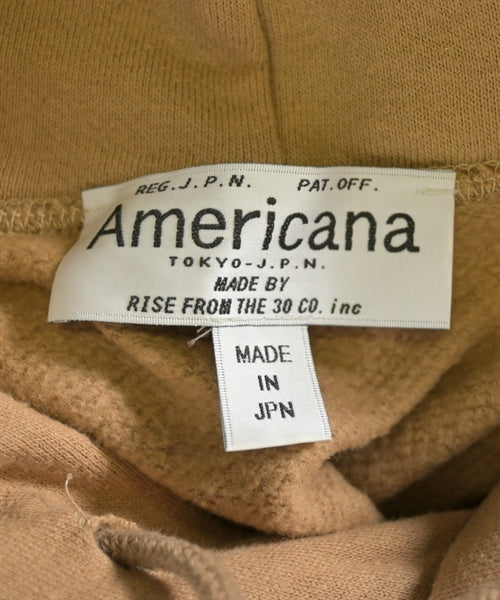 REG.J.P.N. PAT.OFF.
Americana
TOKYO-J.P.N.
MADE BY
RISE FROM THE 30 CO. inc
MADE
IN
JPN